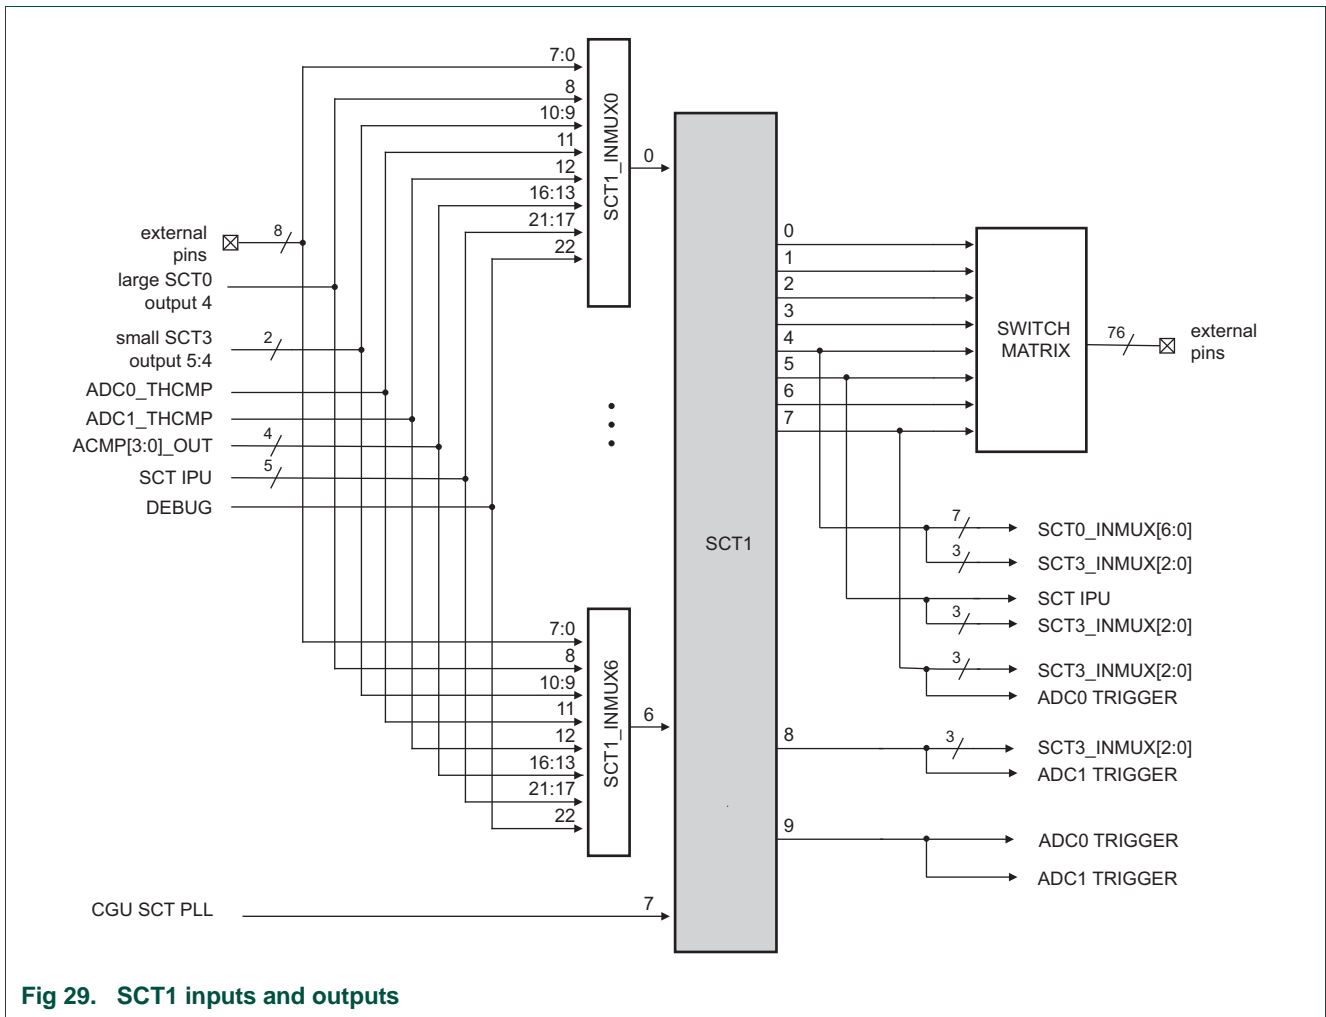 7:0
8
10:9
11
12
16:13
21:17
22
SCT1_INMUX0
0
external
pins
8
large SCT0
output 4
small SCT3
output 5:4
2
ADC0_THCMP
ADC1_THCMP
ACMP[3:0]_OUT
4
SCT IPU
5
DEBUG
7:0
8
10:9
11
12
16:13
21:17
22
SCT1_INMUX6
6
CGU SCT PLL
7
SCT1
0
1
2
3
4
5
6
7
SWITCH
MATRIX
76
external
pins
7
SCT0_INMUX[6:0]
3
SCT3_INMUX[2:0]
SCT IPU
3
SCT3_INMUX[2:0]
3
SCT3_INMUX[2:0]
ADC0 TRIGGER
8
3
SCT3_INMUX[2:0]
ADC1 TRIGGER
9
ADC0 TRIGGER
ADC1 TRIGGER
Fig 29. SCT1 inputs and outputs